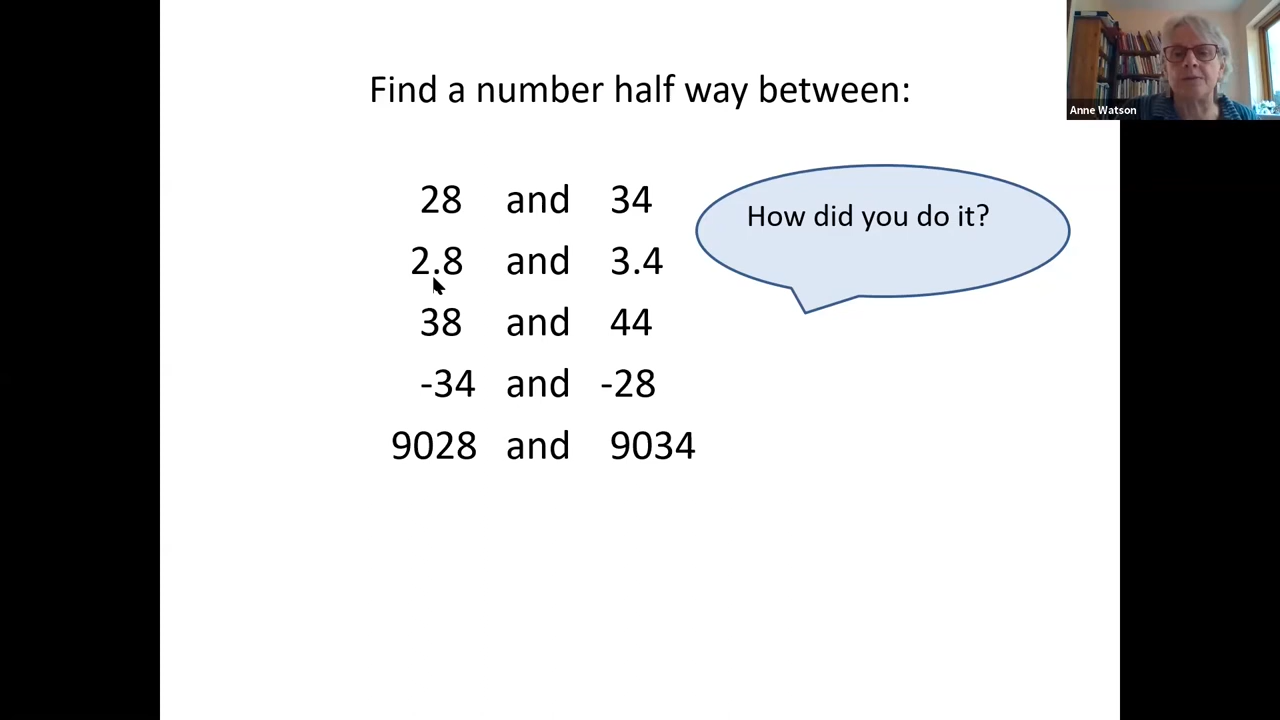 Find a number half way between:
28 and 34
How did you do it?
2.8 and 3.4
38 and 44
-34 and -28
9028 and 9034
Anne Watson